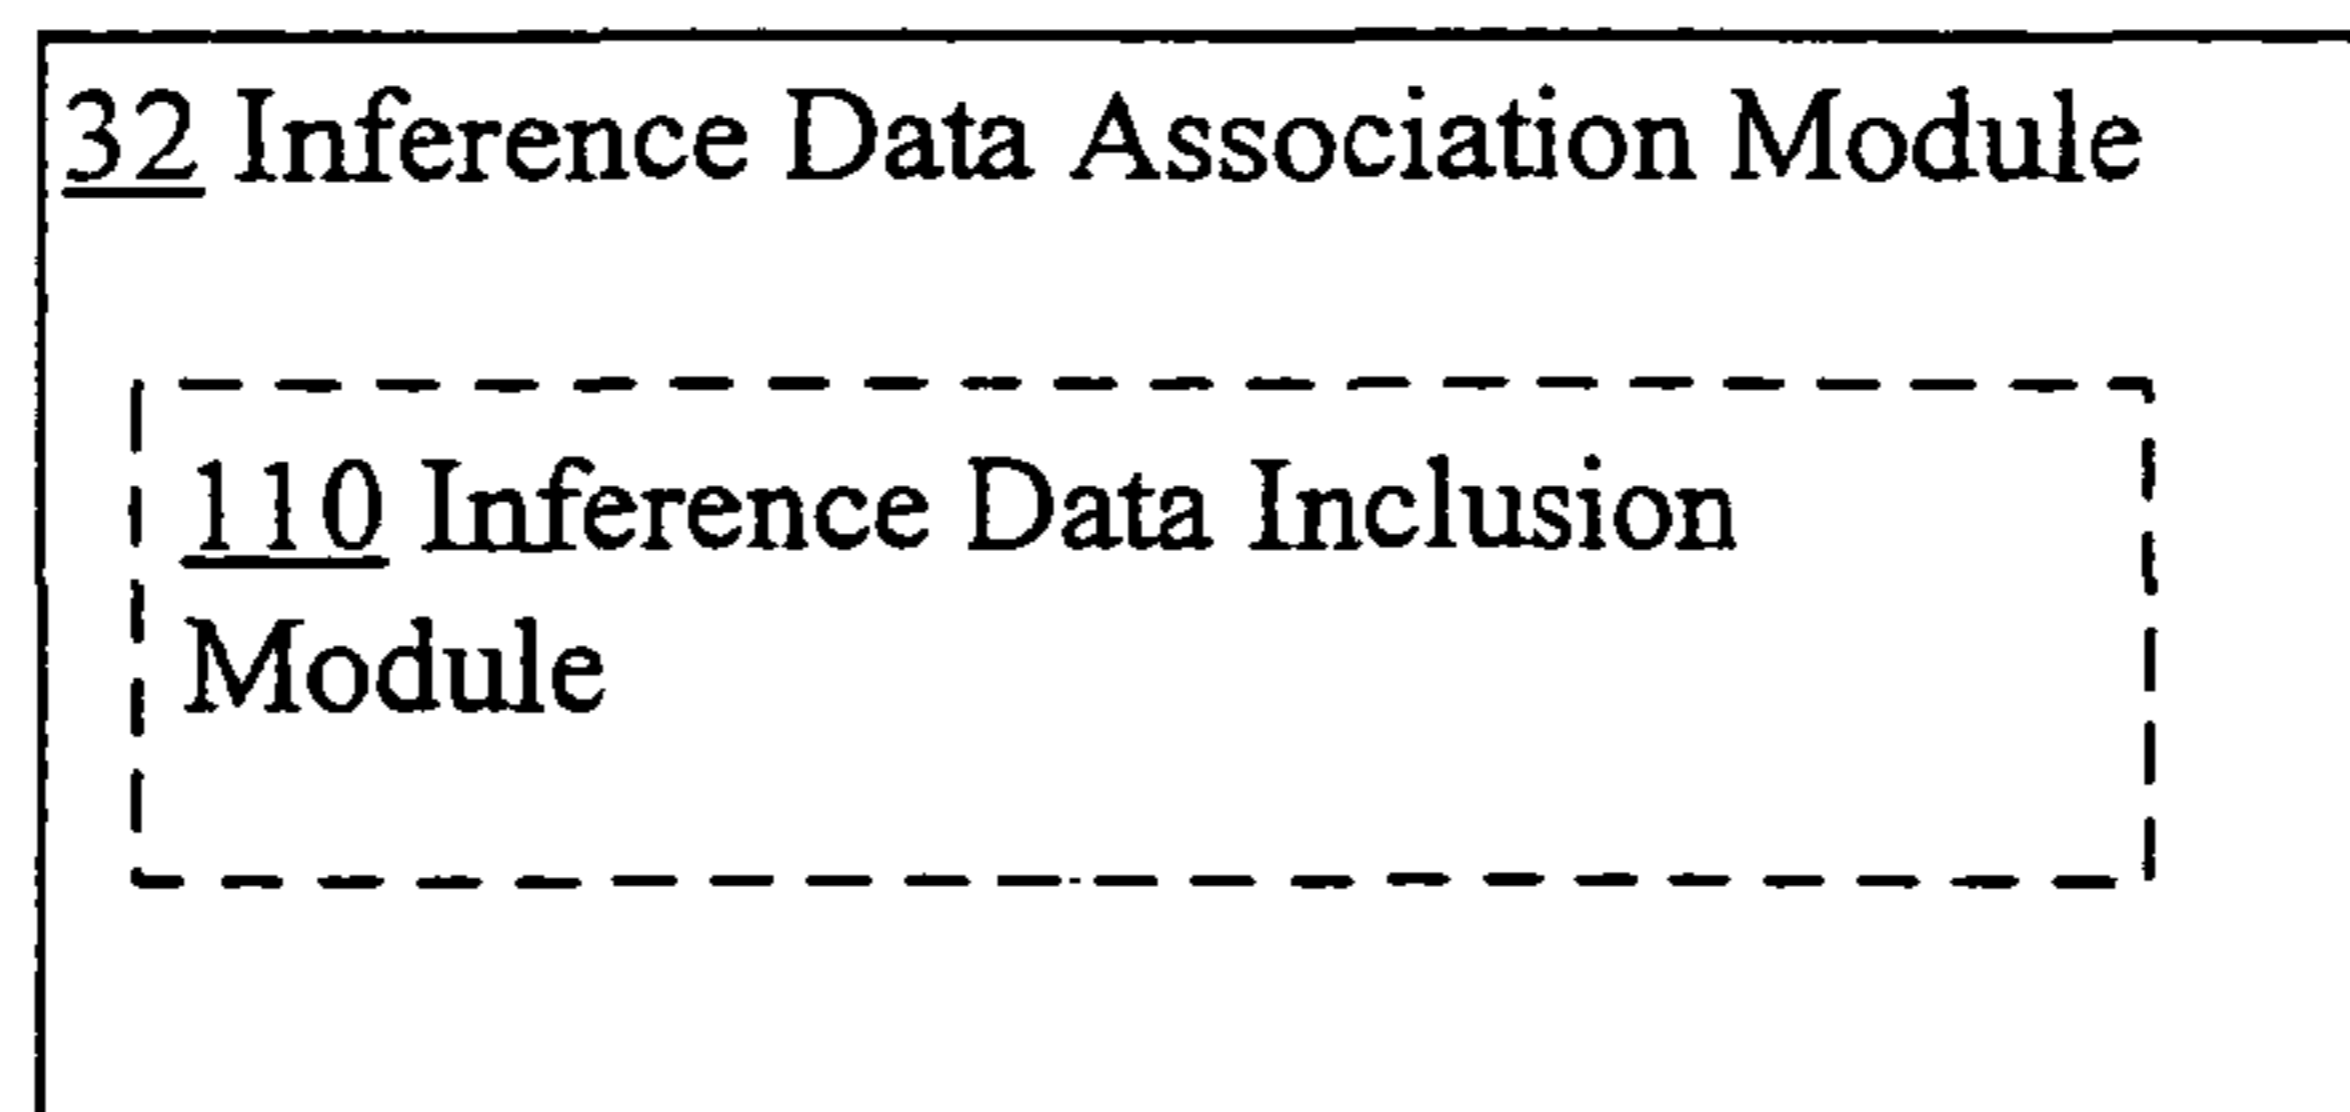 32 Inference Data Association Module
110 Inference Data Inclusion
Module